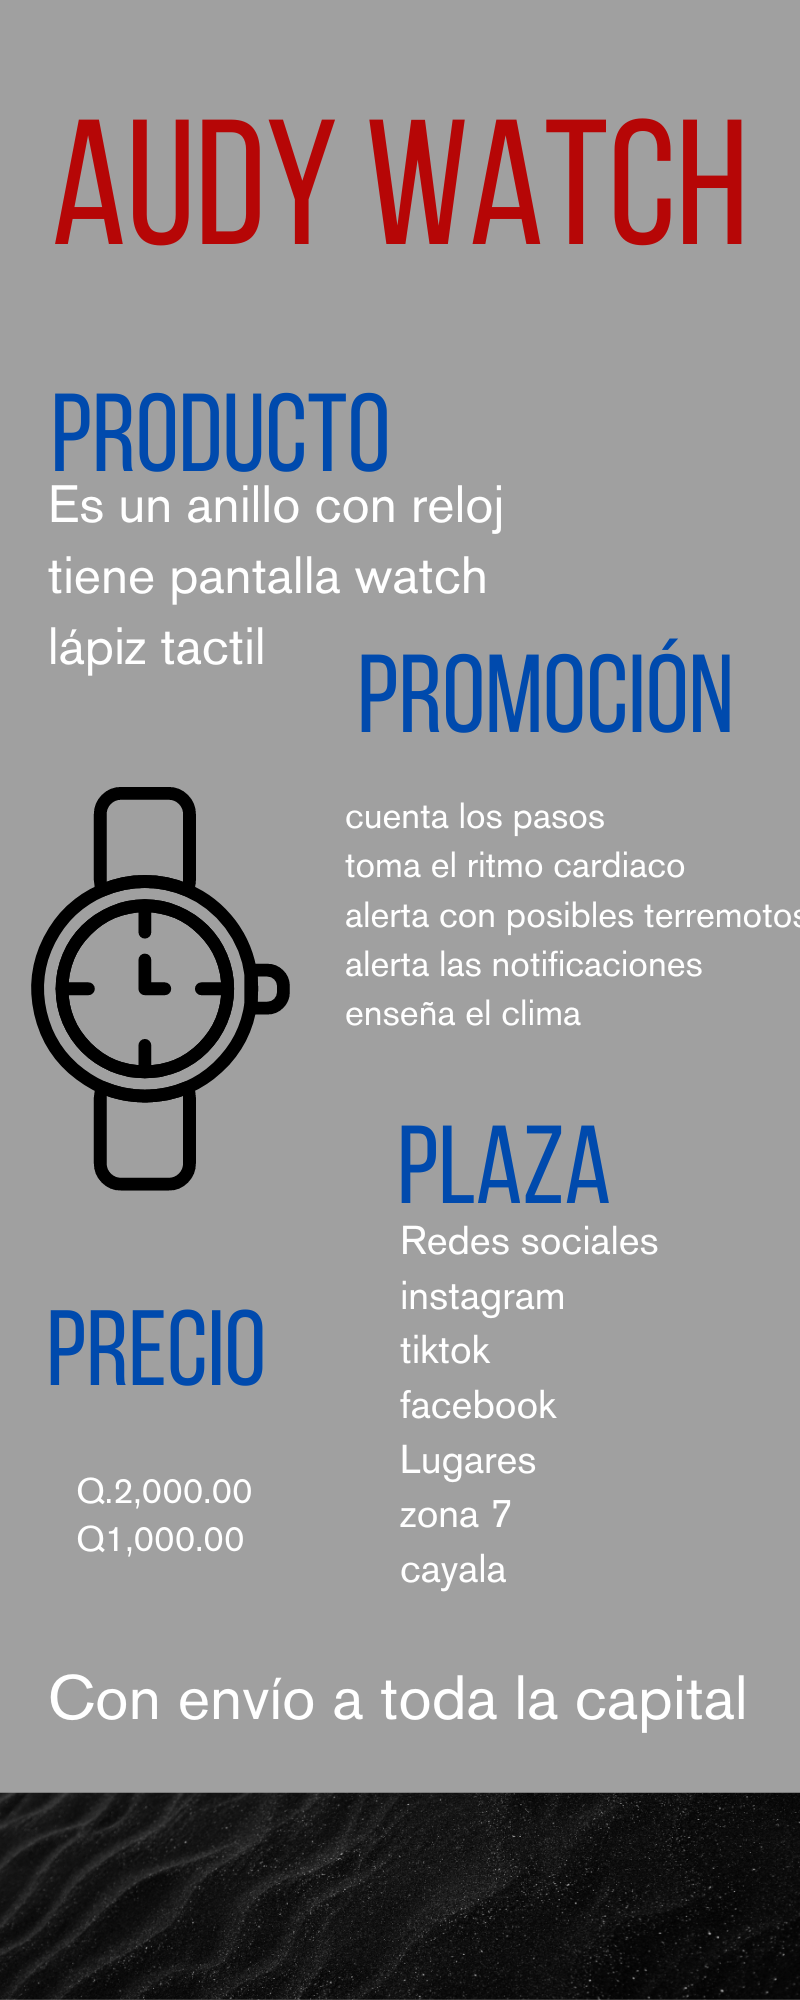 AUDY WATCH
PRODUCTO
Es un anillo con reloj
tiene pantalla watch
lápiz tactil
PROMOCIÓN
cuenta los pasos
toma el ritmo cardiaco
alerta con posibles terremotos
alerta las notificaciones
enseña el clima
PLAZA
Redes sociales
instagram
tiktok
facebook
Lugares
zona 7
cayala
PRECIO
Q.2,000.00
Q1,000.00
Con envío a toda la capital